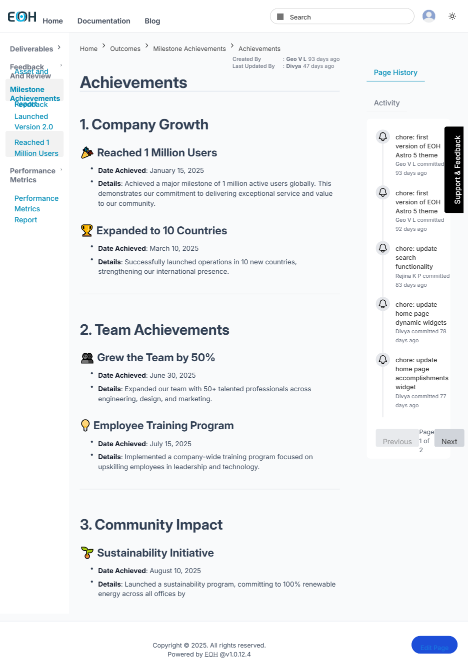 EOH
Home
Documentation
Blog
Search
Deliverables
Feedback
And Review
Asset and
Milestone
Achievements
Feedback
Launched
Version 2.0
Reached 1
Million Users
Performance
Metrics
Performance
Metrics
Report
Home > Outcomes > Milestone Achievements > Achievements
Created By : Geo V L 93 days ago
Last Updated By : Divya 47 days ago
Achievements
1. Company Growth
🎉 Reached 1 Million Users
• Date Achieved: January 15, 2025
• Details: Achieved a major milestone of 1 million active users globally. This
demonstrates our commitment to delivering exceptional service and value
to our community.
🏆 Expanded to 10 Countries
• Date Achieved: March 10, 2025
• Details: Successfully launched operations in 10 new countries,
strengthening our international presence.
2. Team Achievements
👥 Grew the Team by 50%
• Date Achieved: June 30, 2025
• Details: Expanded our team with 50+ talented professionals across
engineering, design, and marketing.
💡 Employee Training Program
• Date Achieved: July 15, 2025
• Details: Implemented a company-wide training program focused on
upskilling employees in leadership and technology.
3. Community Impact
🌱 Sustainability Initiative
• Date Achieved: August 10, 2025
• Details: Launched a sustainability program, committing to 100% renewable
energy across all offices by
Page History
Activity
chore: first
version of EOH
Astro 5 theme
Geo V L committed
93 days ago
chore: first
version of EOH
Astro 5 theme
Geo V L committed
92 days ago
chore: update
search
functionality
Rejine K P committed
83 days ago
chore: update
home page
dynamic widgets
Divya committed 78
days ago
chore: update
home page
accomplishments
widget
Divya committed 77
days ago
Previous
Page
1 of
2
Next
Support & Feedback
Copyright © 2025. All rights reserved.
Powered by EOH @v1.0.12.4